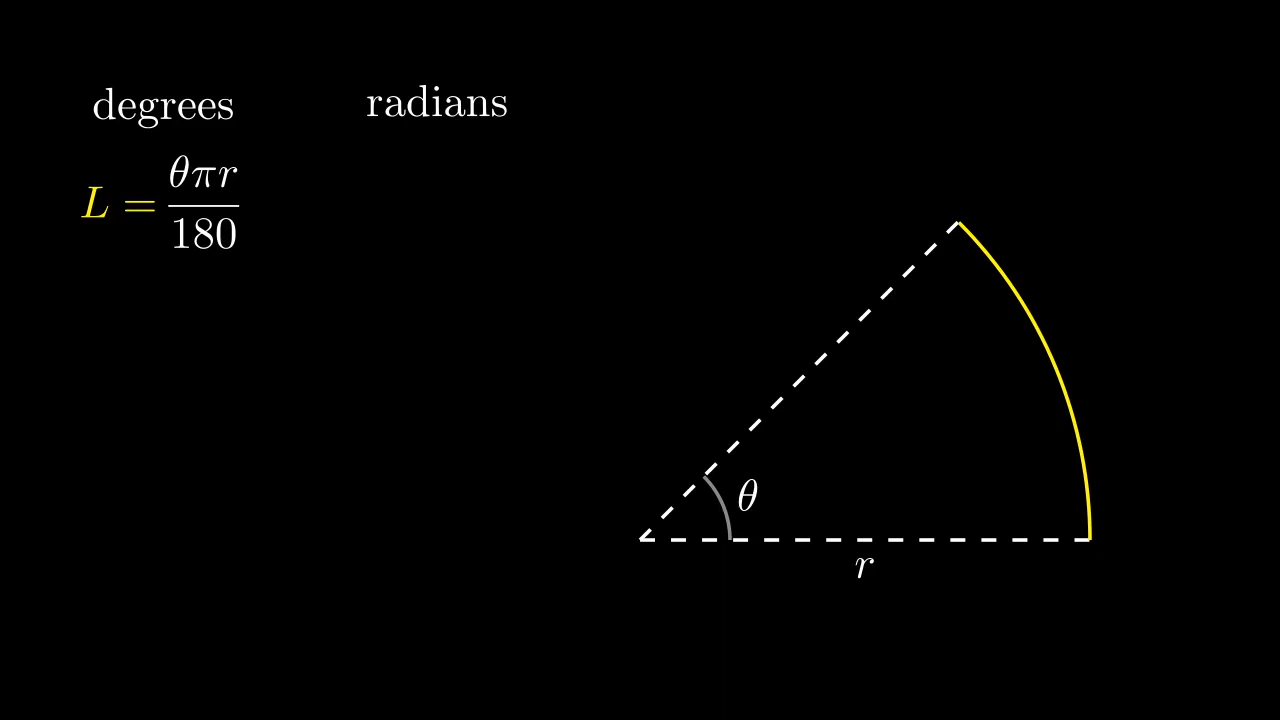 degrees radians
L = θπr/180
θ
r